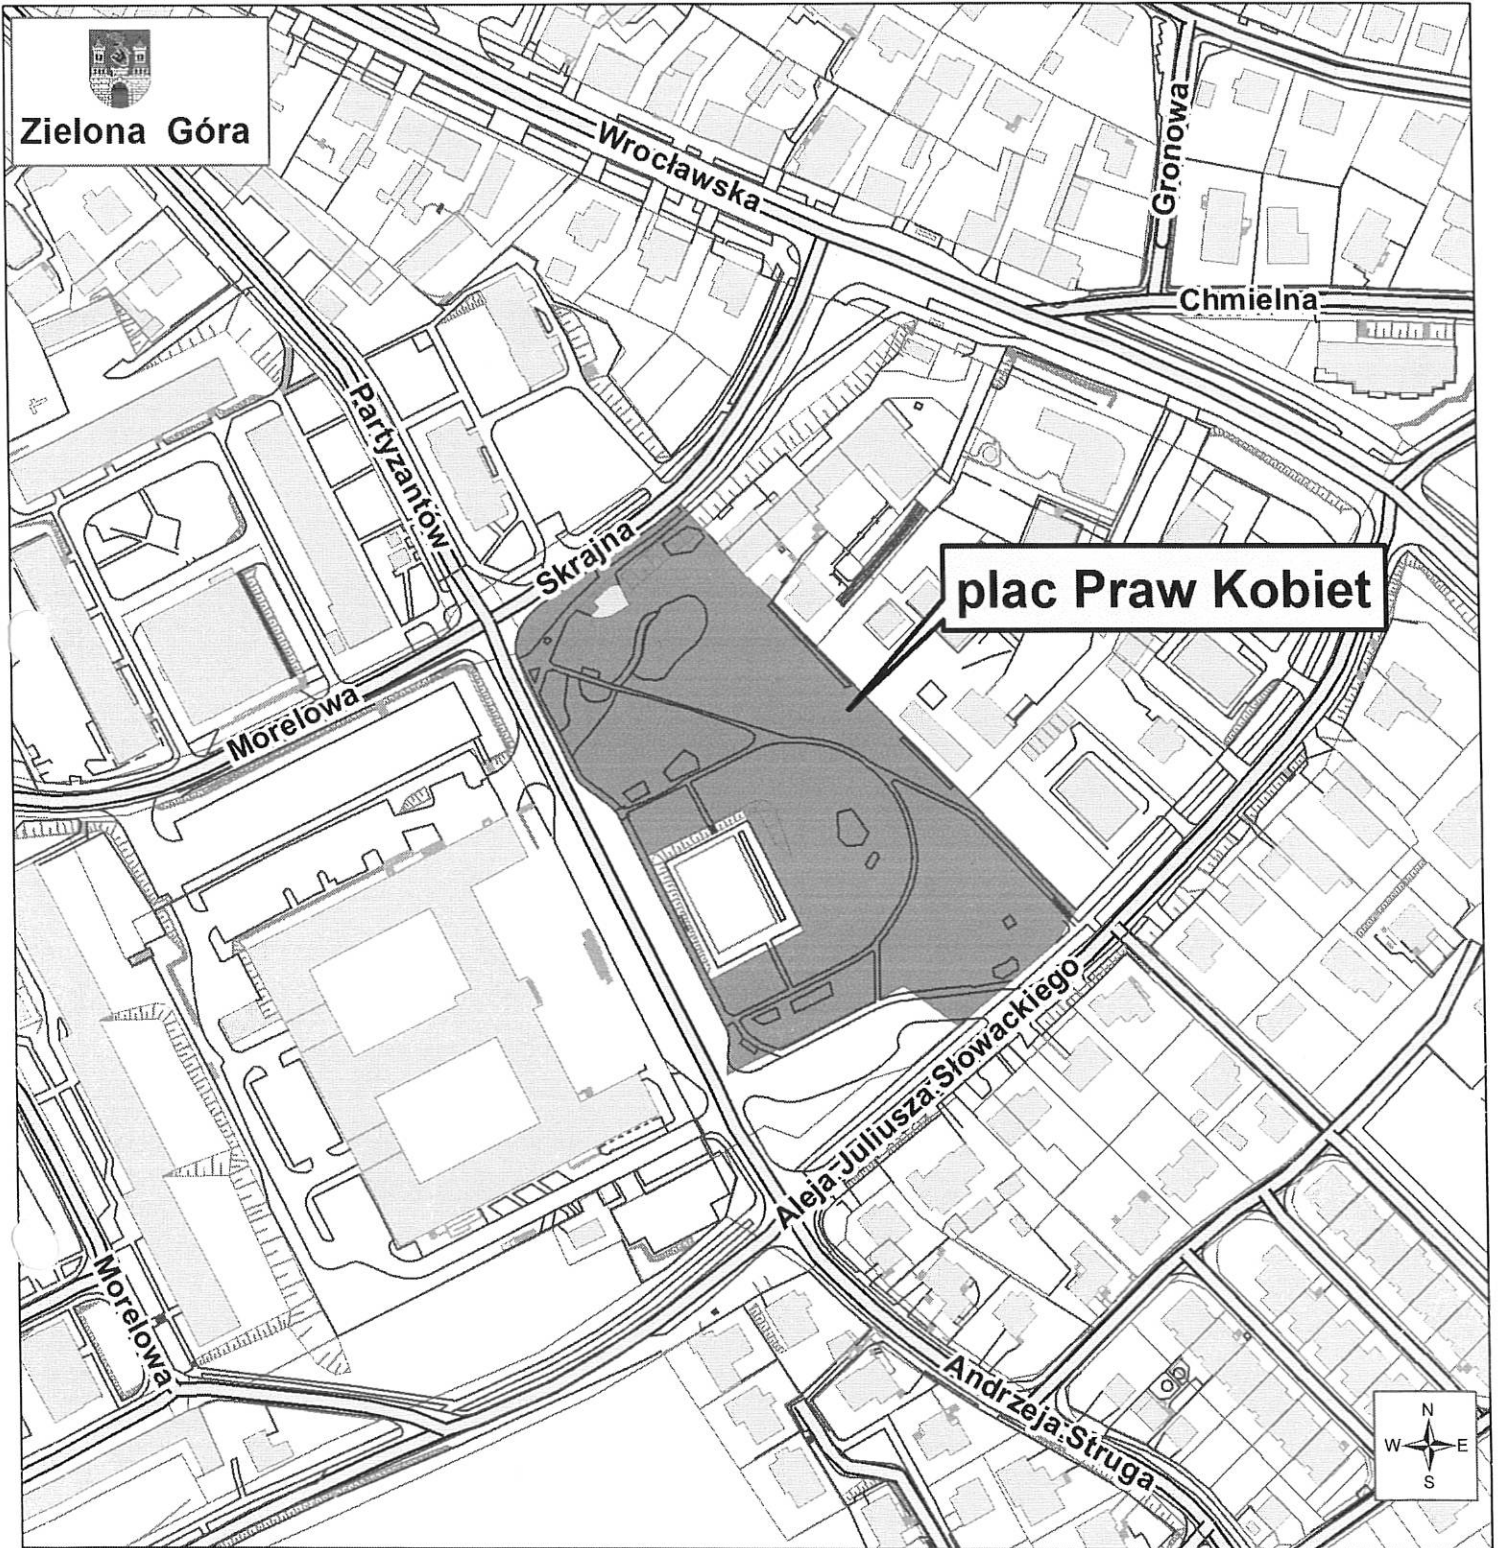 Zielona Góra
Wrocławska
Gronowa
Chmielna
Partyzantów
Skrajna
plac Praw Kobiet
Morelowa
Aleja Juliusza Słowackiego
Morelowa
Andrzeja Struga
N
W E
S